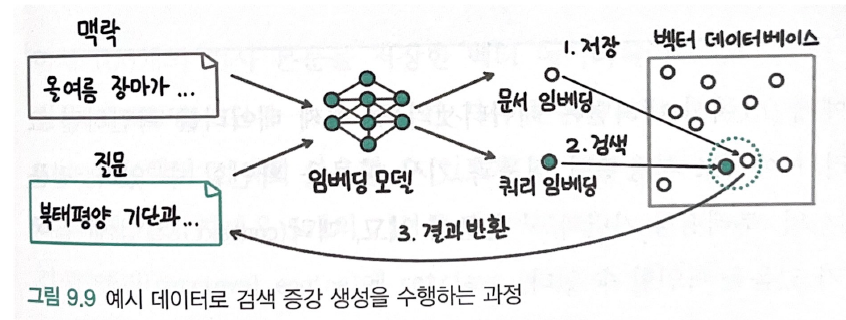 맥락
올여름 장마가 ...
질문
북태평양 기단과...
임베딩 모델
1. 저장
문서 임베딩
2. 검색
쿼리 임베딩
벡터 데이터베이스
3. 결과 반환
그림 9.9 예시 데이터로 검색 증강 생성을 수행하는 과정